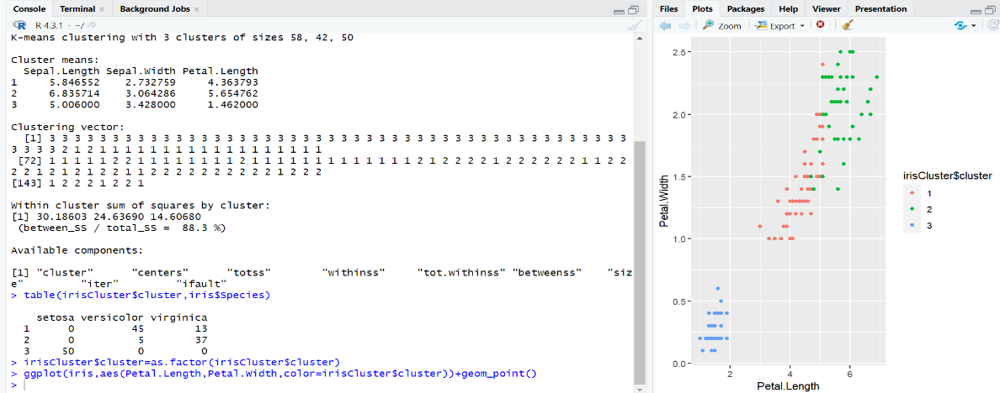 Console Terminal × Background Jobs ×
R 4.3.1 · ~/
K-means clustering with 3 clusters of sizes 58, 42, 50
Cluster means:
Sepal.Length Sepal.Width Petal.Length
1 5.846552 2.732759 4.363793
2 6.835714 3.064286 5.654762
3 5.006000 3.428000 1.462000
Clustering vector:
[1] 3 3 3 3 3 3 3 3 3 3 3 3 3 3 3 3 3 3 3 3 3 3 3 3 3 3 3 3 3 3 3 3 3 3 3 3 3 3 3 3 3 3 3 3 3 3
3 3 3 3 2 1 2 1 1 1 1 1 1 1 1 1 1 1 1 1 1 1 1 1 1
[72] 1 1 1 1 1 1 2 2 1 1 1 1 1 1 1 1 1 1 1 1 1 1 1 1 1 1 1 1 1 2 1 2 2 2 2 1 2 2 2 2 2 2 1 1 2 2
2 2 1 2 1 2 1 2 2 1 2 2 2 2 2 2 2 2 2 1 2 2 2
[143] 1 2 2 2 1 2 2 1
Within cluster sum of squares by cluster:
[1] 30.18603 24.63690 14.60680
(between_SS / total_SS = 88.3 %)
Available components:
[1] "cluster" "centers" "totss" "withinss" "tot.withinss" "betweenss" "siz
e" "iter" "ifault"
> table(irisCluster$cluster,iris$Species)
setosa versicolor virginica
1 0 45 13
2 0 5 37
3 50 0 0
> irisCluster$cluster=as.factor(irisCluster$cluster)
> ggplot(iris,aes(Petal.Length,Petal.Width,color=irisCluster$cluster))+geom_point()
>
Files Plots Packages Help Viewer Presentation
Zoom Export
2.5
2.0
1.5
1.0
0.5
0.0
Petal.Width
2 4 6
Petal.Length
irisCluster$cluster
1
2
3